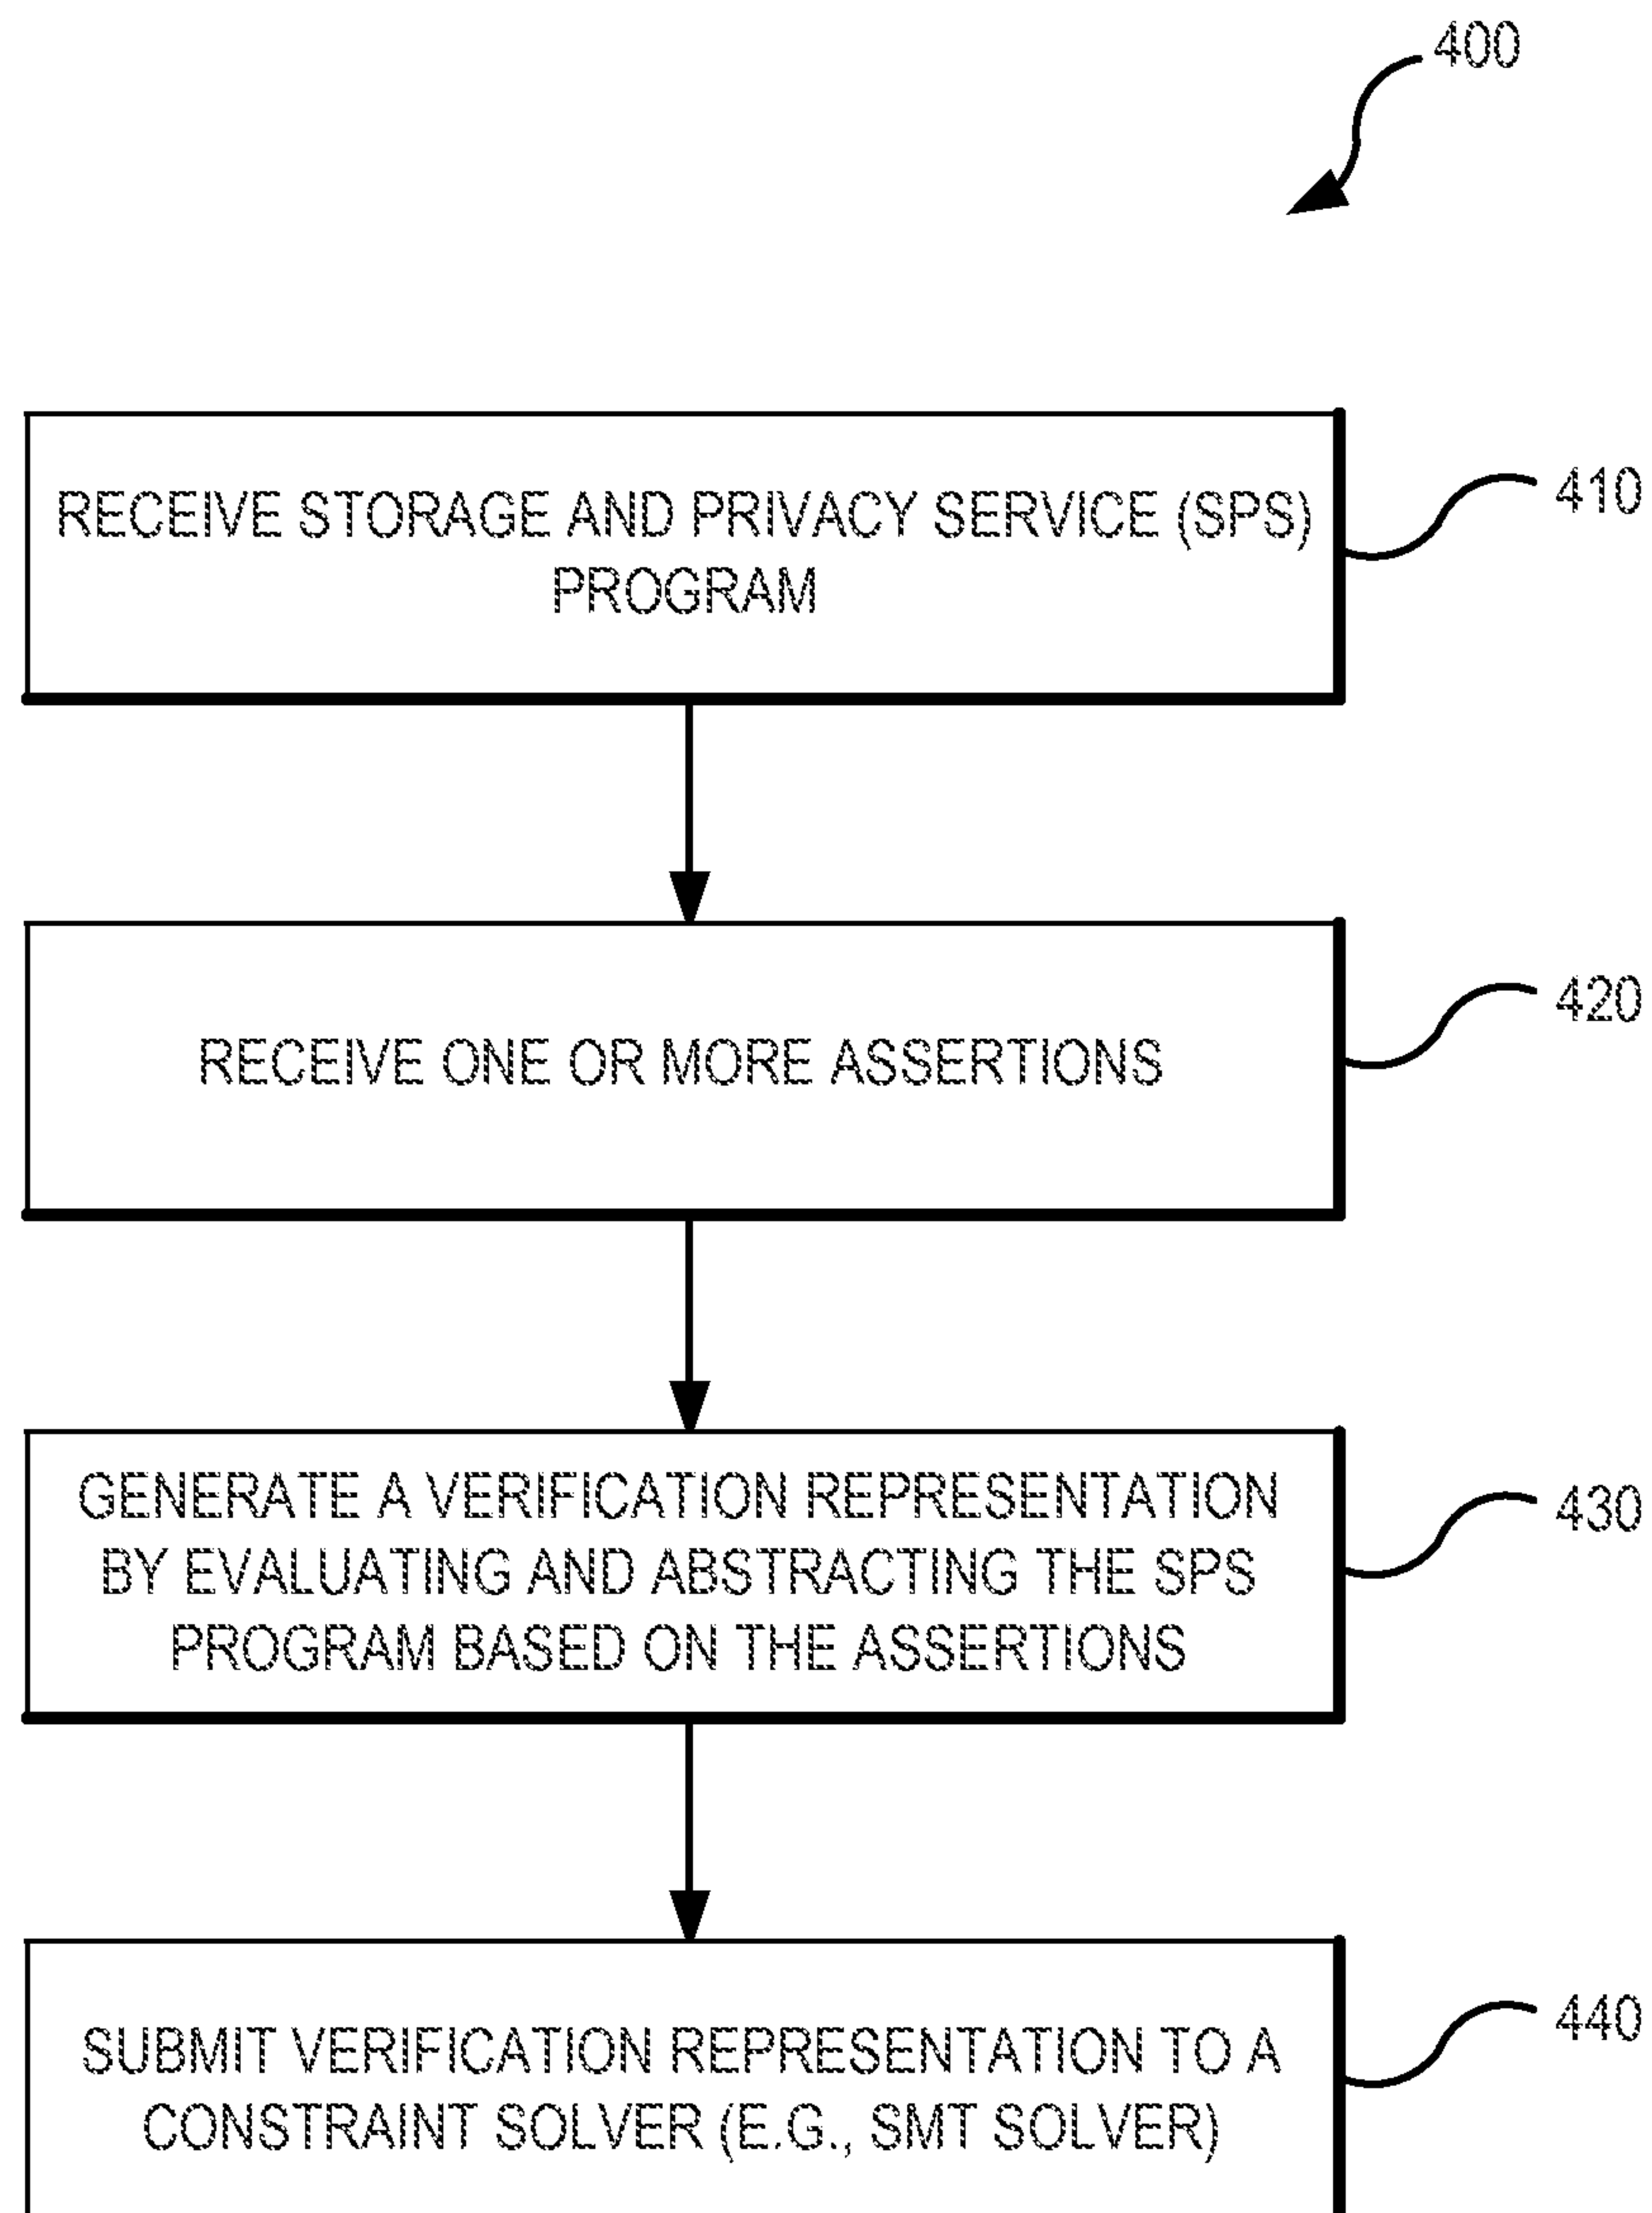 400
RECEIVE STORAGE AND PRIVACY SERVICE (SPS)
PROGRAM
410
RECEIVE ONE OR MORE ASSERTIONS
420
GENERATE A VERIFICATION REPRESENTATION
BY EVALUATING AND ABSTRACTING THE SPS
PROGRAM BASED ON THE ASSERTIONS
430
SUBMIT VERIFICATION REPRESENTATION TO A
CONSTRAINT SOLVER (E.G., SMT SOLVER)
440